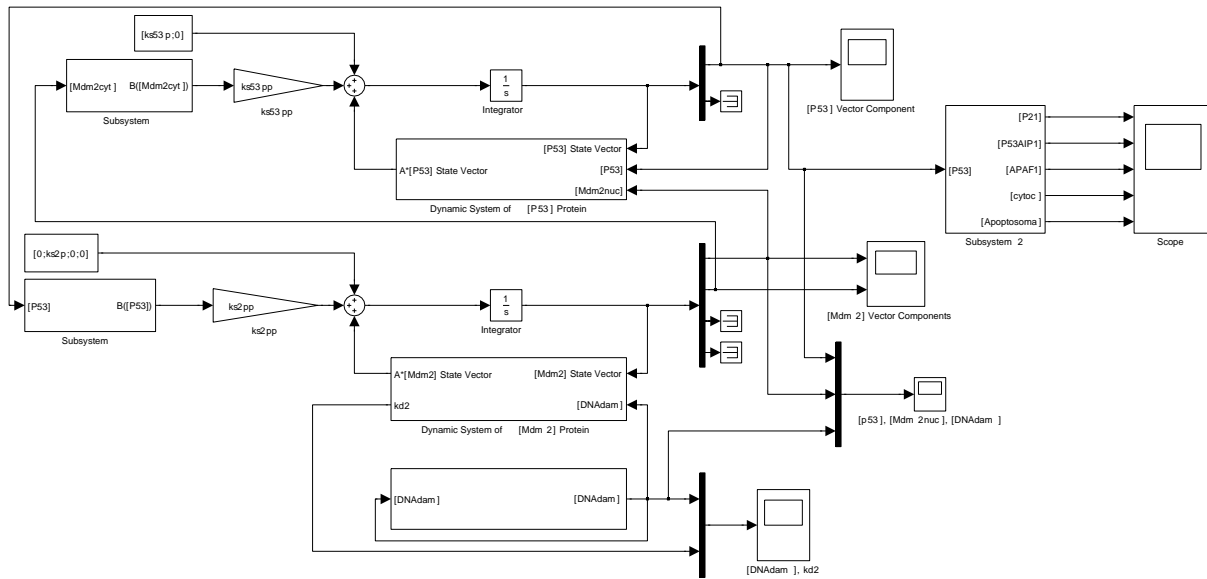 [ks53 p;0]
[Mdm2cyt ]
B([Mdm2cyt ])
Subsystem
ks53 pp
ks53 pp
1
s
Integrator
[P53 ] Vector Component
[P53] State Vector
A*[P53] State Vector
[P53]
[Mdm2nuc]
Dynamic System of [P53 ] Protein
[P53]
[P21]
[P53AIP1]
[APAF1]
[cytoc ]
[Apoptosoma]
Subsystem 2
Scope
[0;ks2p;0;0]
[P53]
B([P53])
Subsystem
ks2pp
ks2pp
1
s
Integrator
[Mdm 2] Vector Components
A*[Mdm2] State Vector
[Mdm2] State Vector
kd2
[DNAdam ]
Dynamic System of [Mdm 2] Protein
[p53 ], [Mdm 2nuc ], [DNAdam ]
[DNAdam ]
[DNAdam ]
[DNAdam ], kd2